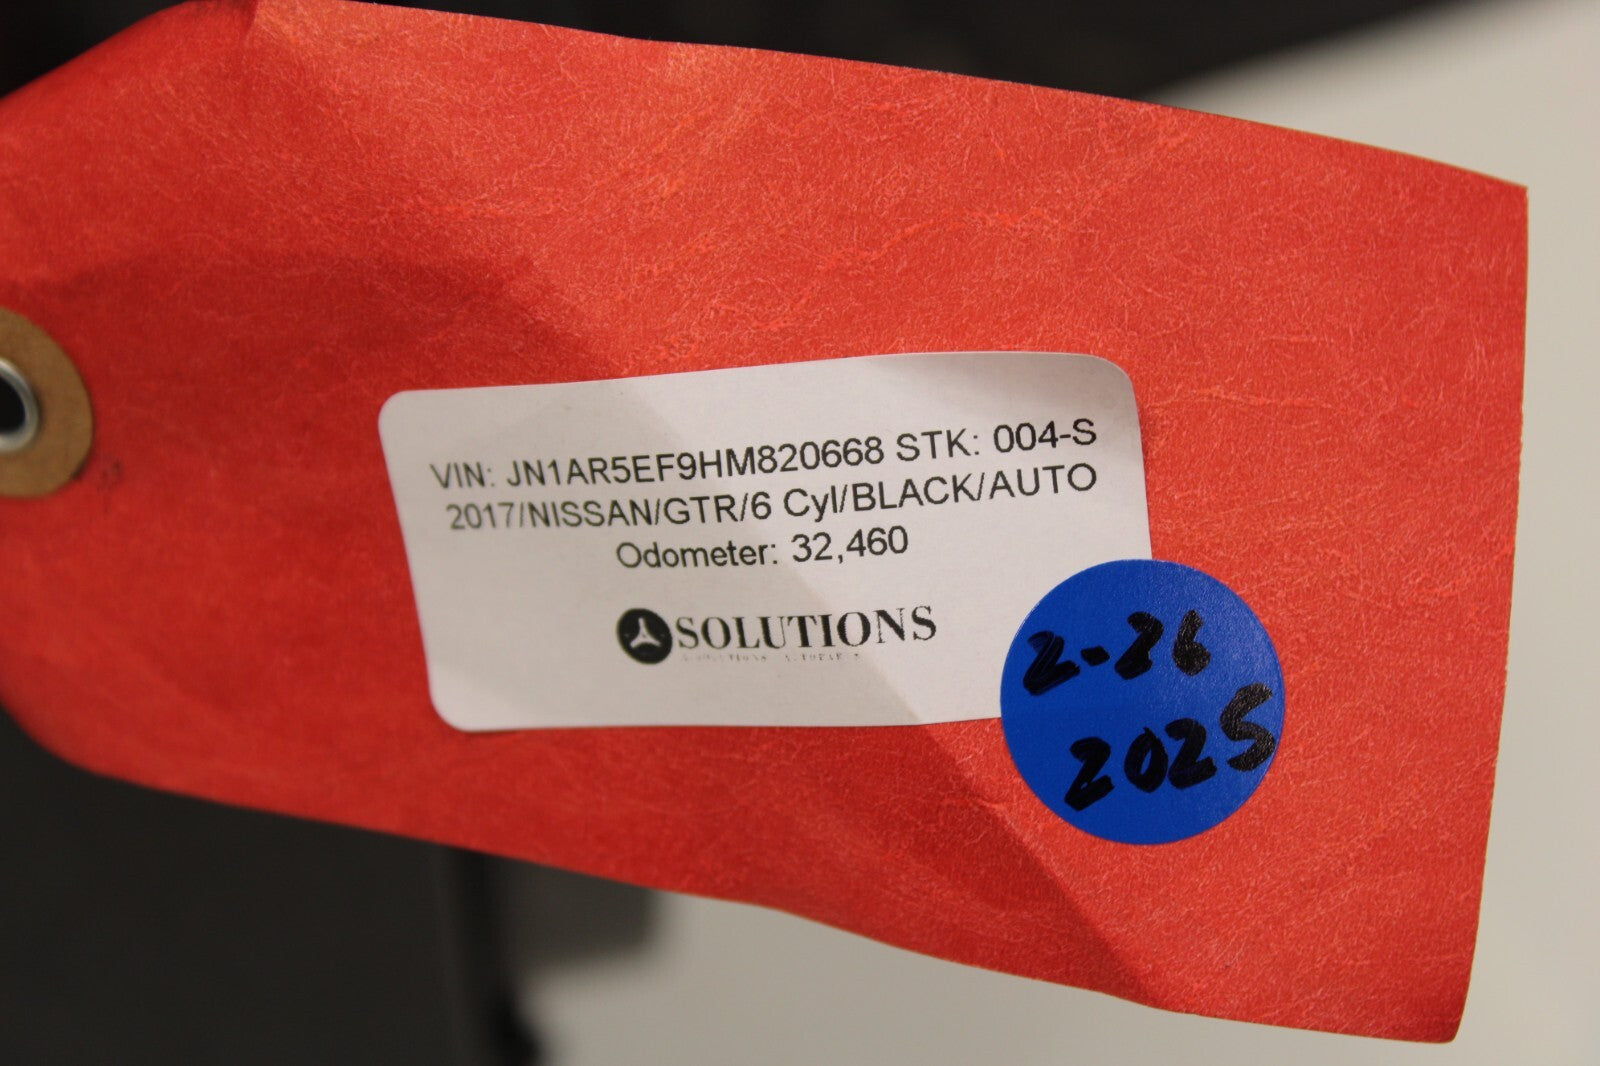 VIN: JN1AR5EF9HM820668 STK: 004-S
2017/NISSAN/GTR/6 Cyl/BLACK/AUTO
Odometer: 32,460
SOLUTIONS
2-26
2025